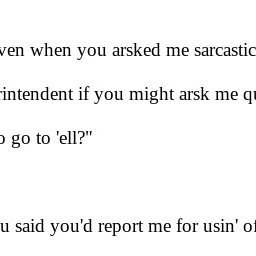 ven when you arsked me sarcastic
rintendent if you might arsk me qu
o go to 'ell?"
u said you'd report me for usin' of